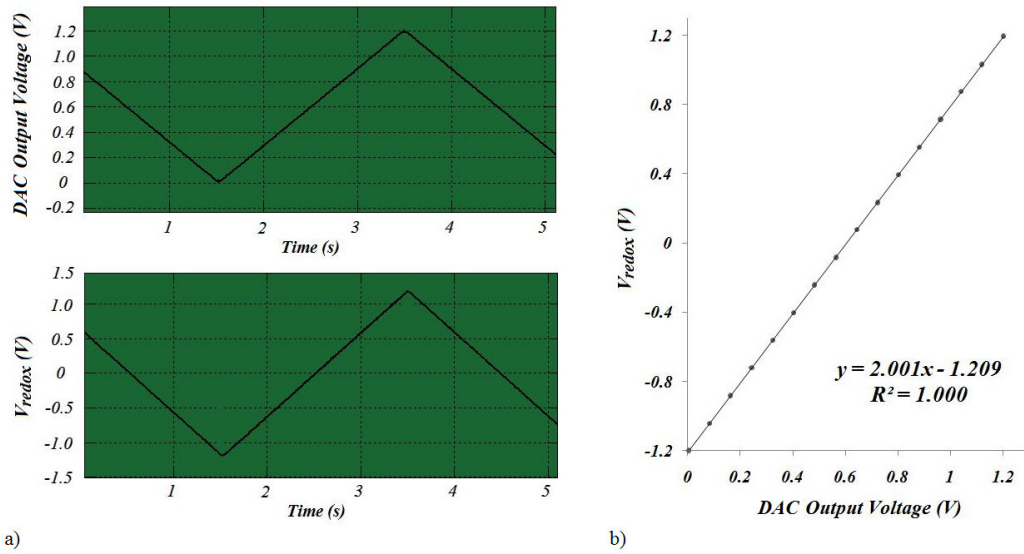 DAC Output Voltage (V)
1.2
1.0
0.8
0.6
0.4
0.2
0
-0.2
1 2 3 4 5
Time (s)
Vredox (V)
1.5
1.0
0.5
0
-0.5
-1.0
-1.5
1 2 3 4 5
Time (s)
a)
Vredox (V)
1.2
0.8
0.4
0
-0.4
-0.8
-1.2
y = 2.001x - 1.209
R² = 1.000
0 0.2 0.4 0.6 0.8 1 1.2
DAC Output Voltage (V)
b)